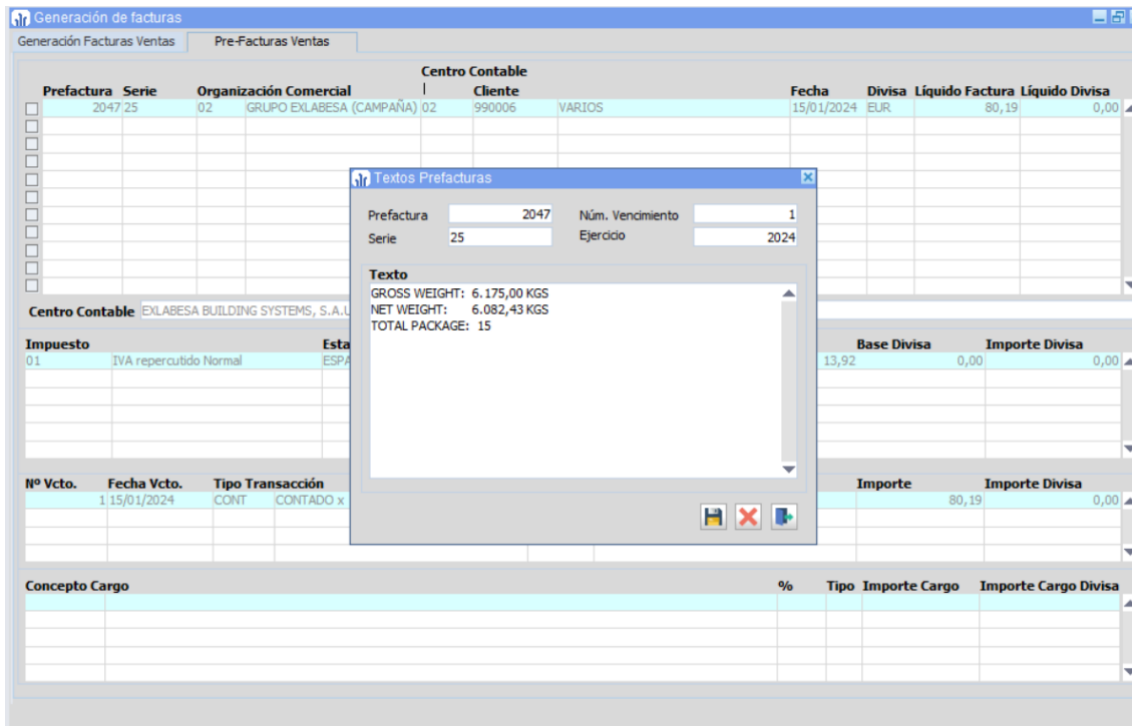 Generación de facturas
Generación Facturas Ventas Pre-Facturas Ventas
Centro Contable
Prefactura Serie Organización Comercial Cliente Fecha Divisa Líquido Factura Líquido Divisa
2047 25 02 GRUPO EXLABESA (CAMPAÑA) 02 990006 VARIOS 15/01/2024 EUR 80,19 0,00
Textos Prefacturas
Prefactura 2047 Núm. Vencimiento 1
Serie 25 Ejercicio 2024
Texto
GROSS WEIGHT: 6.175,00 KGS
NET WEIGHT: 6.082,43 KGS
TOTAL PACKAGE: 15
Centro Contable EXLABESA BUILDING SYSTEMS, S.A.U
Impuesto Esta Base Divisa Importe Divisa
01 IVA repercutido Normal ESPA 13,92 0,00 0,00
Nº Vcto. Fecha Vcto. Tipo Transacción Importe Importe Divisa
1 15/01/2024 CONT CONTADO x 80,19 0,00
Concepto Cargo % Tipo Importe Cargo Importe Cargo Divisa